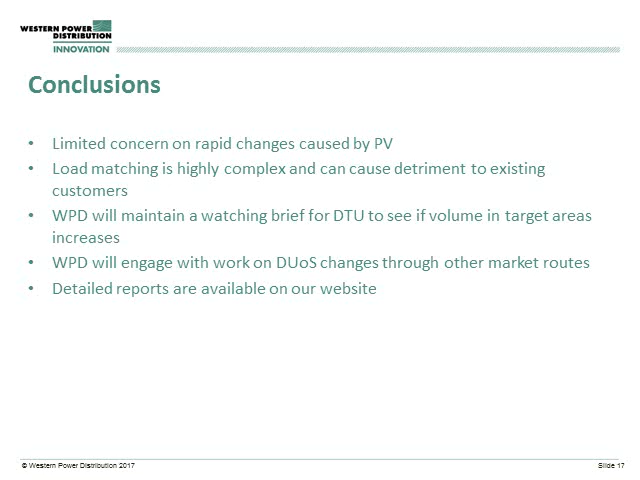 WESTERN POWER
DISTRIBUTION
INNOVATION
Conclusions
• Limited concern on rapid changes caused by PV
• Load matching is highly complex and can cause detriment to existing
customers
• WPD will maintain a watching brief for DTU to see if volume in target areas
increases
• WPD will engage with work on DUoS changes through other market routes
• Detailed reports are available on our website
© Western Power Distribution 2017
Slide 17